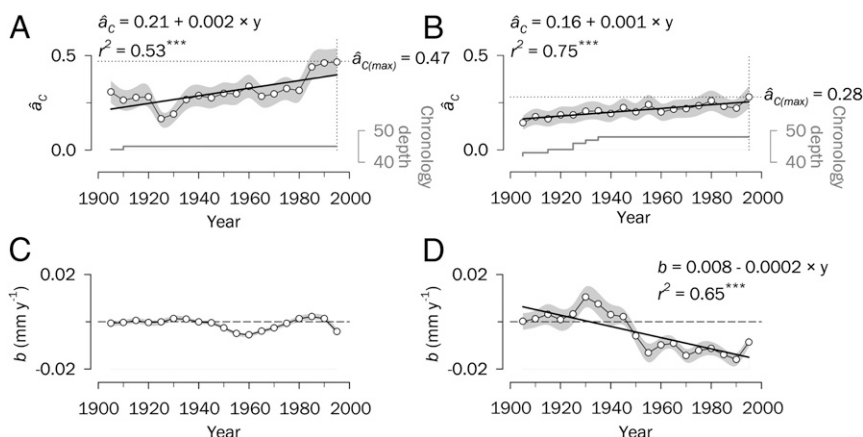 A
â_C = 0.21 + 0.002 × y
r² = 0.53***
0.5
0.0
â_C
â_C(max) = 0.47
50
40
Chronology
depth
1900 1920 1940 1960 1980 2000
Year
B
â_C = 0.16 + 0.001 × y
r² = 0.75***
0.5
0.0
â_C
â_C(max) = 0.28
50
40
Chronology
depth
1900 1920 1940 1960 1980 2000
Year
C
0.02
-0.02
b (mm y⁻¹)
1900 1920 1940 1960 1980 2000
Year
D
b = 0.008 - 0.0002 × y
r² = 0.65***
0.02
-0.02
b (mm y⁻¹)
1900 1920 1940 1960 1980 2000
Year